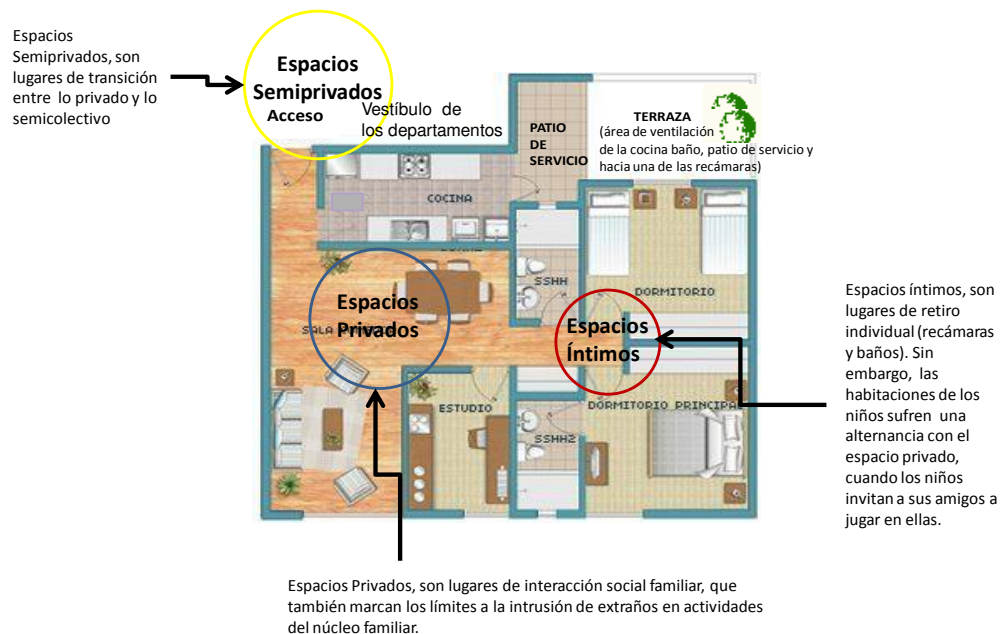 Espacios
Semiprivados, son
lugares de transición
entre lo privado y lo
semicolectivo
Espacios
Semiprivados
Acceso
Vestíbulo de
los departamentos
PATIO
DE
SERVICIO
TERRAZA
(área de ventilación
de la cocina baño, patio de servicio y
hacia una de las recámaras)
COCINA
SSHH
DORMITORIO
Espacios
Privados
SALA
Espacios
Íntimos
ESTUDIO
SSHH2
DORMITORIO PRINCIPAL
Espacios íntimos, son
lugares de retiro
individual (recámaras
y baños). Sin
embargo, las
habitaciones de los
niños sufren una
alternancia con el
espacio privado,
cuando los niños
invitan a sus amigos a
jugar en ellas.
Espacios Privados, son lugares de interacción social familiar, que
también marcan los límites a la intrusión de extraños en actividades
del núcleo familiar.